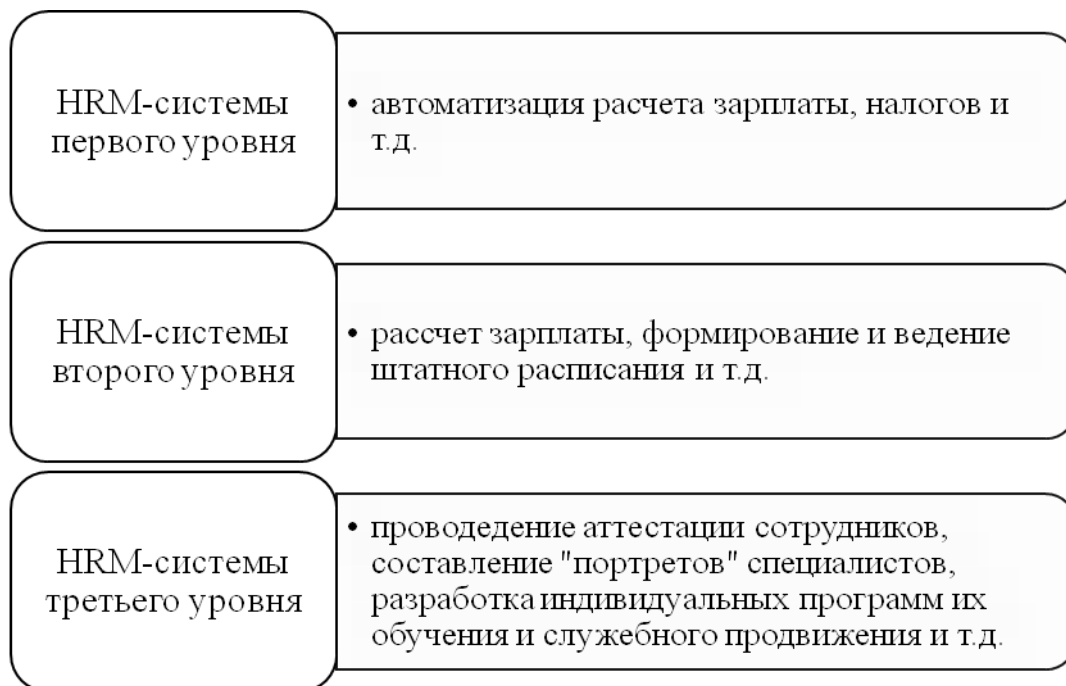 HRM-системы
первого уровня
• автоматизация расчета зарплаты, налогов и
т.д.
HRM-системы
второго уровня
• рассчет зарплаты, формирование и ведение
штатного расписания и т.д.
HRM-системы
третьего уровня
• проводедение аттестации сотрудников,
составление "портретов" специалистов,
разработка индивидуальных программ их
обучения и служебного продвижения и т.д.